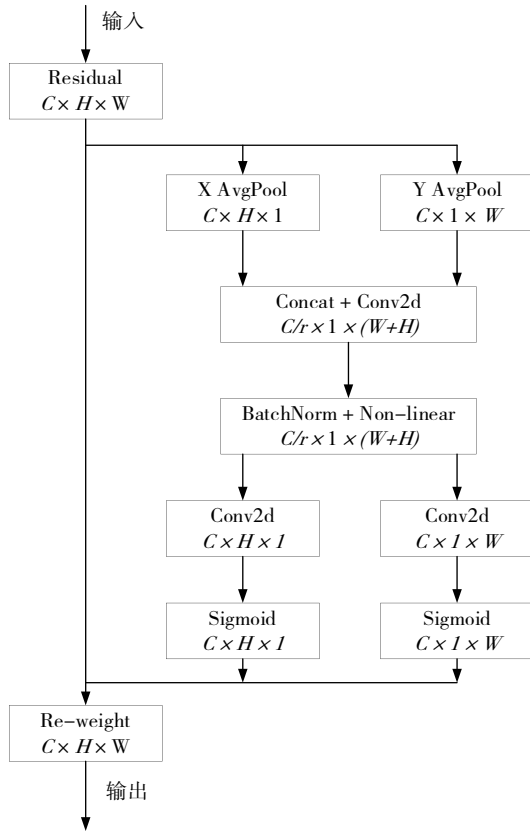 输入
Residual
C × H × W
X AvgPool
C × H × 1
Y AvgPool
C × 1 × W
Concat + Conv2d
C/r × 1 × (W+H)
BatchNorm + Non-linear
C/r × 1 × (W+H)
Conv2d
C × H × 1
Conv2d
C × 1 × W
Sigmoid
C × H × 1
Sigmoid
C × 1 × W
Re-weight
C × H × W
输出